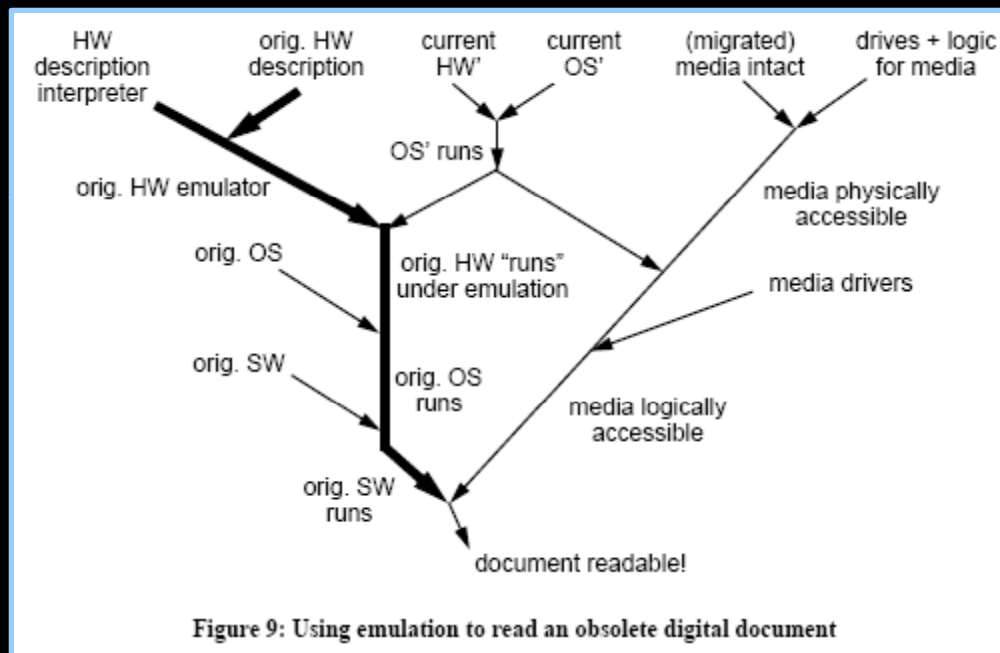 HW
description
interpreter
orig. HW
description
current
HW’
current
OS’
(migrated)
media intact
drives + logic
for media
OS’ runs
orig. HW emulator
media physically
accessible
orig. OS
orig. HW “runs”
under emulation
media drivers
orig. SW
orig. OS
runs
media logically
accessible
orig. SW
runs
document readable!
Figure 9: Using emulation to read an obsolete digital document